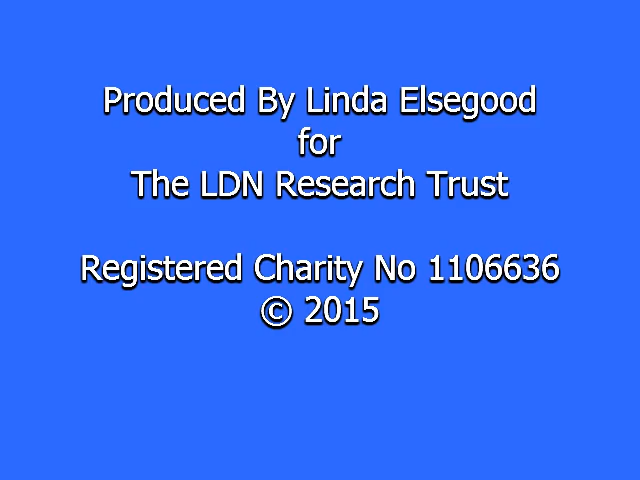 Produced By Linda Elsegood
for
The LDN Research Trust
Registered Charity No 1106636
© 2015